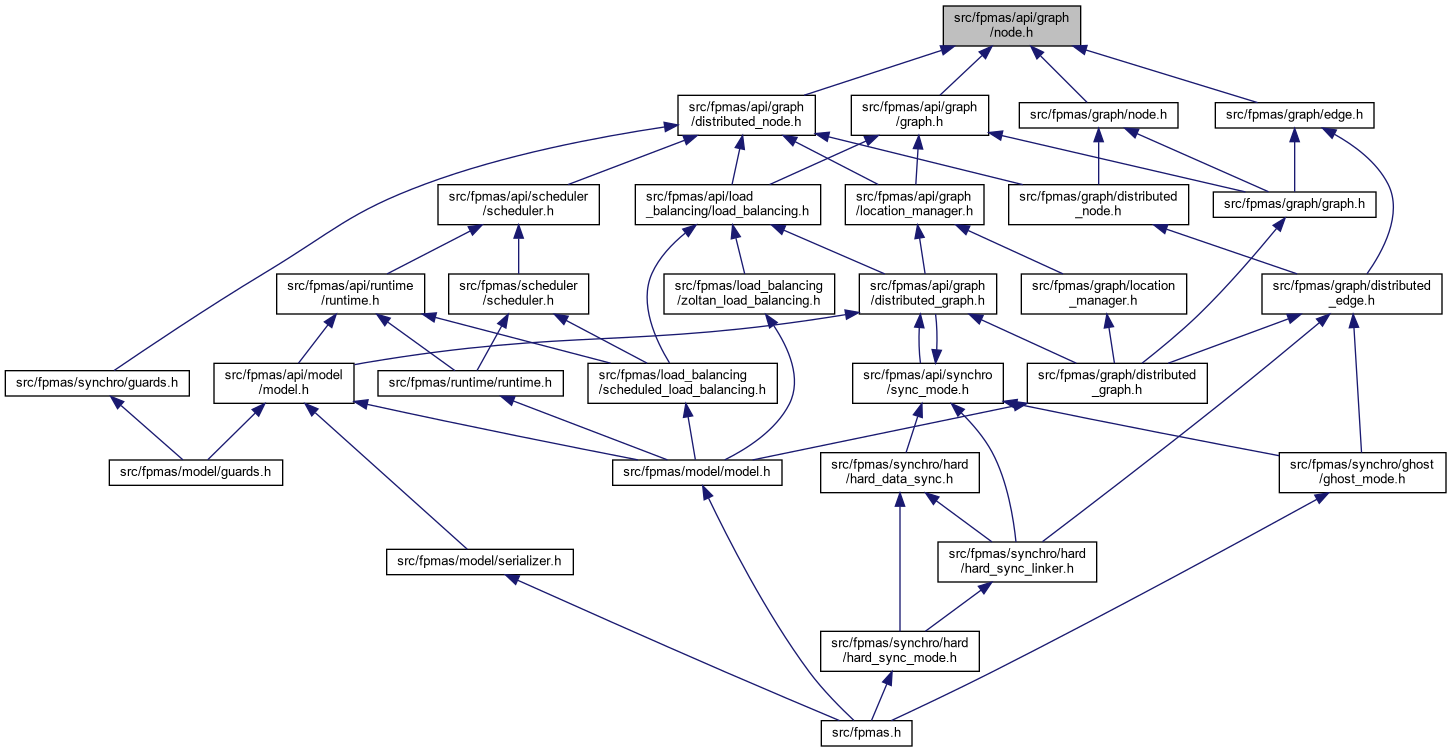 src/fpmas/api/graph
/node.h
src/fpmas/api/graph
/distributed_node.h
src/fpmas/api/graph
/graph.h
src/fpmas/graph/node.h
src/fpmas/graph/edge.h
src/fpmas/api/scheduler
/scheduler.h
src/fpmas/api/load
_balancing/load_balancing.h
src/fpmas/api/graph
/location_manager.h
src/fpmas/graph/distributed
_node.h
src/fpmas/graph/graph.h
src/fpmas/api/runtime
/runtime.h
src/fpmas/scheduler
/scheduler.h
src/fpmas/load_balancing
/zoltan_load_balancing.h
src/fpmas/api/graph
/distributed_graph.h
src/fpmas/graph/location
_manager.h
src/fpmas/graph/distributed
_edge.h
src/fpmas/synchro/guards.h
src/fpmas/api/model
/model.h
src/fpmas/runtime/runtime.h
src/fpmas/load_balancing
/scheduled_load_balancing.h
src/fpmas/api/synchro
/sync_mode.h
src/fpmas/graph/distributed
_graph.h
src/fpmas/model/guards.h
src/fpmas/model/model.h
src/fpmas/synchro/hard
/hard_data_sync.h
src/fpmas/synchro/ghost
/ghost_mode.h
src/fpmas/model/serializer.h
src/fpmas/synchro/hard
/hard_sync_linker.h
src/fpmas/synchro/hard
/hard_sync_mode.h
src/fpmas.h